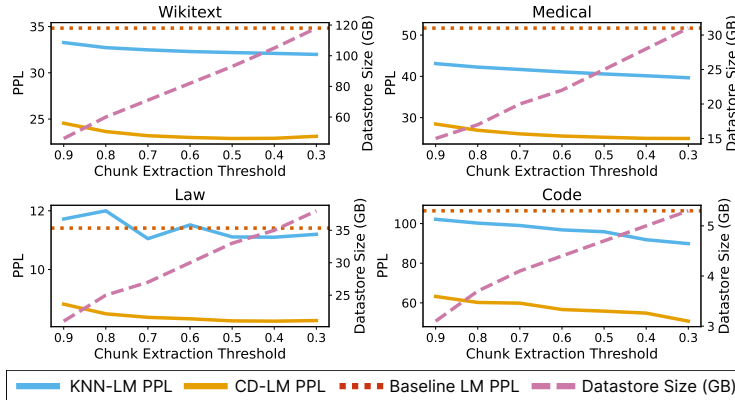 Wikitext
PPL
35
30
25
120
100
80
60
Datastore Size (GB)
0.9 0.8 0.7 0.6 0.5 0.4 0.3
Chunk Extraction Threshold
Medical
PPL
50
40
30
30
25
20
15
Datastore Size (GB)
0.9 0.8 0.7 0.6 0.5 0.4 0.3
Chunk Extraction Threshold
Law
PPL
12
10
35
30
25
Datastore Size (GB)
0.9 0.8 0.7 0.6 0.5 0.4 0.3
Chunk Extraction Threshold
Code
PPL
100
80
60
5
4
3
Datastore Size (GB)
0.9 0.8 0.7 0.6 0.5 0.4 0.3
Chunk Extraction Threshold
KNN-LM PPL CD-LM PPL Baseline LM PPL Datastore Size (GB)